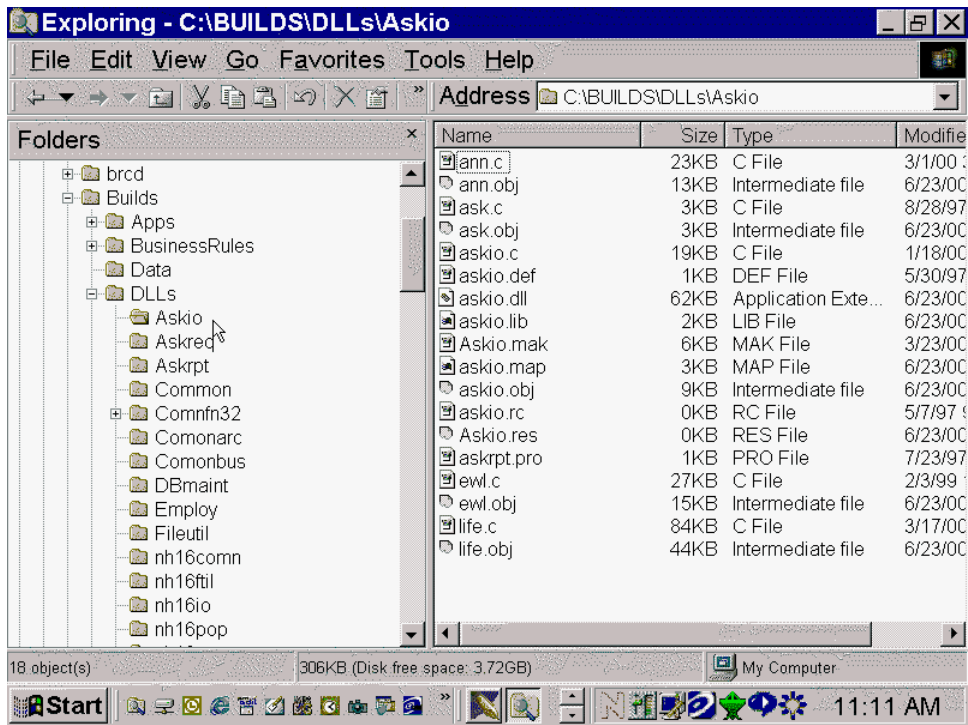 Exploring - C:\BUILDS\DLLs\Askio
File Edit View Go Favorites Tools Help
Address C:\BUILDS\DLLs\Askio
Folders
brcd
Builds
Apps
BusinessRules
Data
DLLs
Askio
Askrec
Askrpt
Common
Comnfn32
Comonarc
Comonbus
DBmaint
Employ
Fileutil
nh16comn
nh16ftil
nh16io
nh16pop
Name Size Type Modifie
ann.c 23KB C File 3/1/00
ann.obj 13KB Intermediate file 6/23/00
ask.c 3KB C File 8/28/97
ask.obj 3KB Intermediate file 6/23/00
askio.c 19KB C File 1/18/00
askio.def 1KB DEF File 5/30/97
askio.dll 62KB Application Exte... 6/23/00
askio.lib 2KB LIB File 6/23/00
Askio.mak 6KB MAK File 3/23/00
askio.map 3KB MAP File 6/23/00
askio.obj 9KB Intermediate file 6/23/00
askio.rc 0KB RC File 5/7/97
Askio.res 0KB RES File 6/23/00
askrpt.pro 1KB PRO File 7/23/97
ewl.c 27KB C File 2/3/99
ewl.obj 15KB Intermediate file 6/23/00
life.c 84KB C File 3/17/00
life.obj 44KB Intermediate file 6/23/00
18 object(s) 306KB (Disk free space: 3.72GB) My Computer
Start 11:11 AM